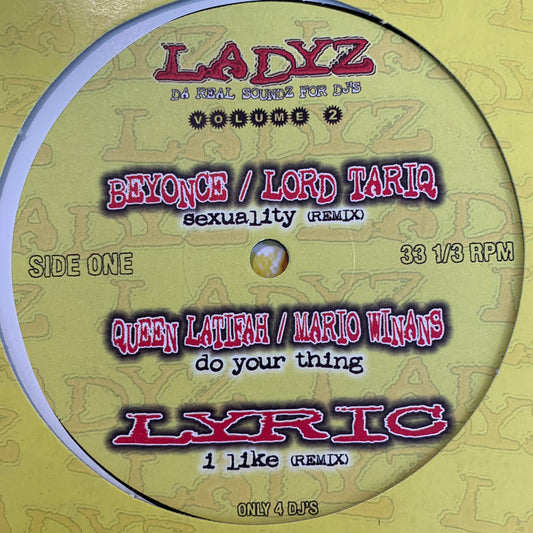 LADYZ
DA REAL SOUNDZ FOR DJ'S
VOLUME 2
BEYONCE / LORD TARIQ
sexuality (REMIX)
SIDE ONE
33 1/3 RPM
QUEEN LATIFAH / MARIO WINANS
do your thing
LYRIC
i like (REMIX)
ONLY 4 DJ'S